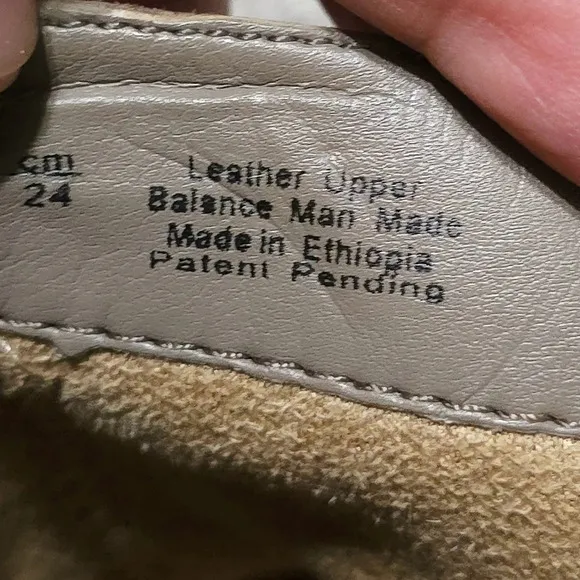 cm
24
Leather Upper
Balance Man Made
Made in Ethiopia
Patent Pending